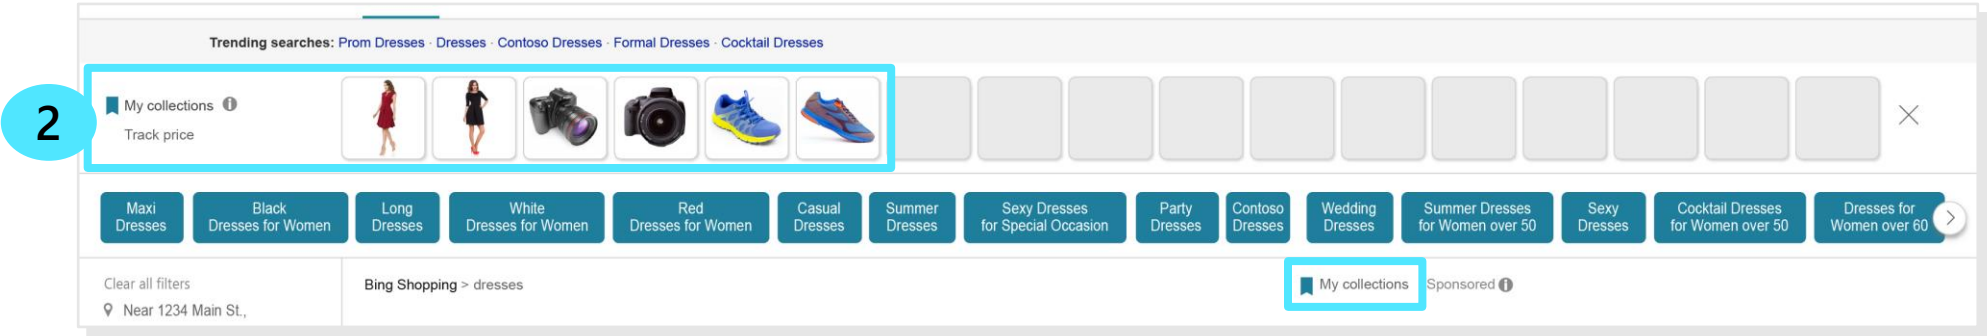 Trending searches: Prom Dresses · Dresses · Contoso Dresses · Formal Dresses · Cocktail Dresses
2
My collections
Track price
Maxi Dresses
Black Dresses for Women
Long Dresses
White Dresses for Women
Red Dresses for Women
Casual Dresses
Summer Dresses
Sexy Dresses for Special Occasion
Party Dresses
Contoso Dresses
Wedding Dresses
Summer Dresses for Women over 50
Sexy Dresses
Cocktail Dresses for Women over 50
Dresses for Women over 60
Clear all filters
Bing Shopping > dresses
My collections
Sponsored
Near 1234 Main St.,